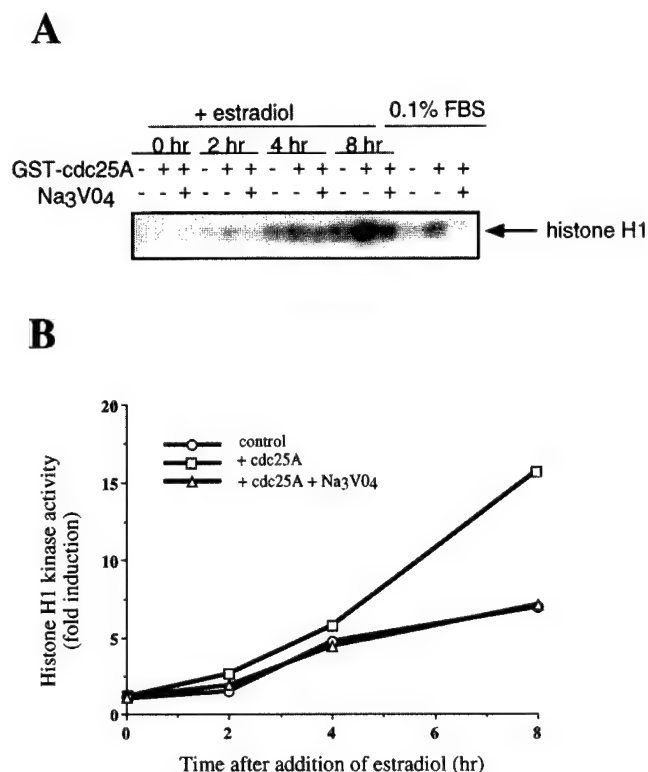 A
+ estradiol 0.1% FBS
0 hr 2 hr 4 hr 8 hr
GST-cdc25A - + + - + + - + + - + + - + +
Na3V04 - - + - - + - - + - - + - - +
histone H1
B
20
15
10
5
0
Histone H1 kinase activity
(fold induction)
control
+ cdc25A
+ cdc25A + Na3V04
0 2 4 6 8
Time after addition of estradiol (hr)